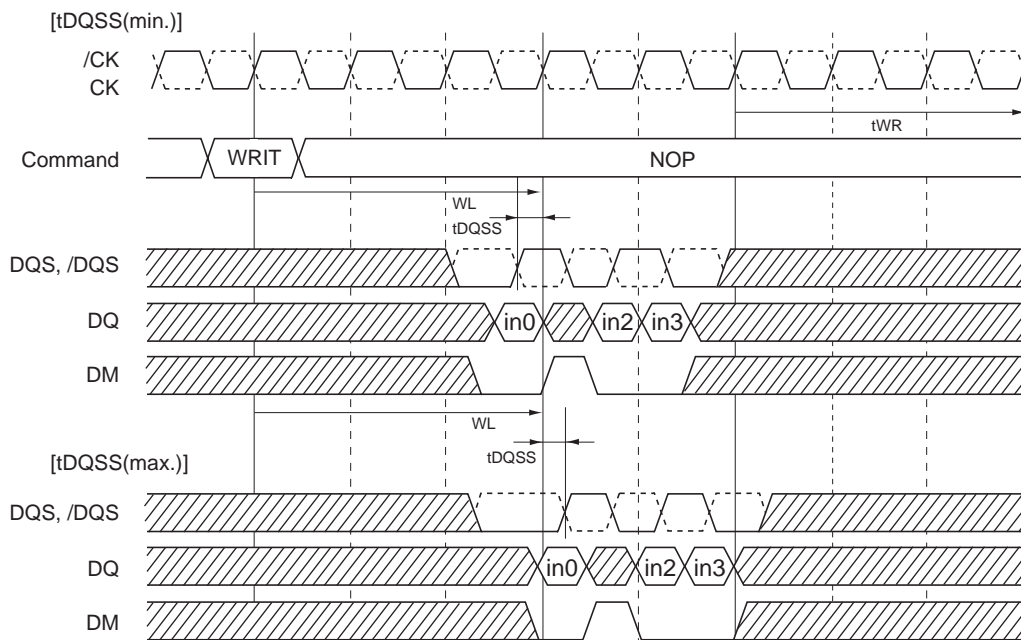 [tDQSS(min.)]
/CK
CK
tWR
Command
WRIT
NOP
WL
tDQSS
DQS, /DQS
DQ
in0
in2
in3
DM
WL
tDQSS
[tDQSS(max.)]
DQS, /DQS
DQ
in0
in2
in3
DM